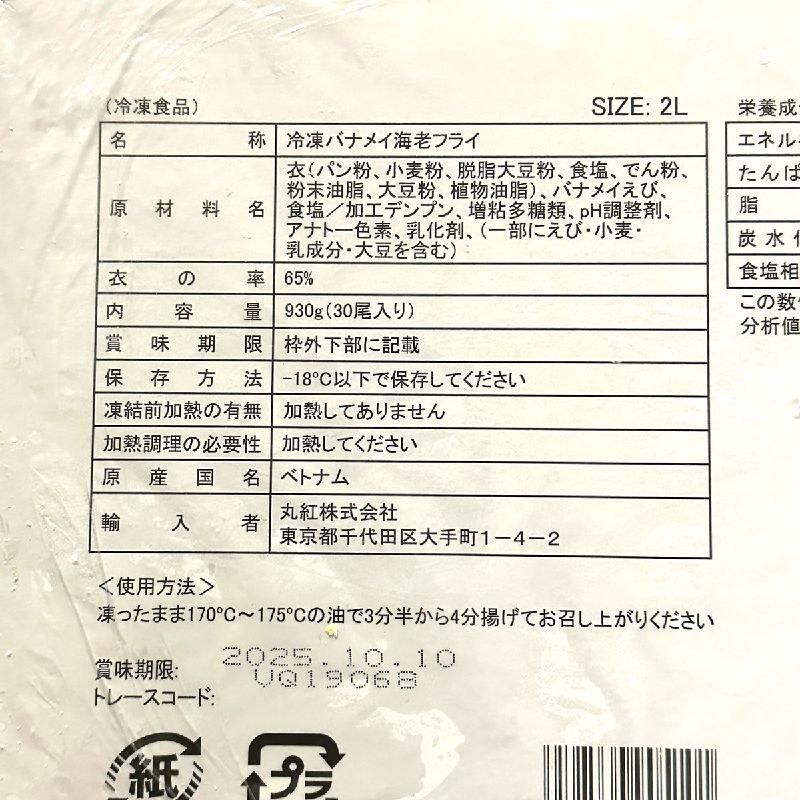 (冷凍食品)
SIZE: 2L
名称 冷凍バナメイ海老フライ
原材料名 衣(パン粉、小麦粉、脱脂大豆粉、食塩、でん粉、
粉末油脂、大豆粉、植物油脂)、バナメイえび、
食塩/加工デンプン、増粘多糖類、pH調整剤、
アナトー色素、乳化剤、(一部にえび・小麦・
乳成分・大豆を含む)
衣の率 65%
内容量 930g(30尾入り)
賞味期限 枠外下部に記載
保存方法 -18℃以下で保存してください
凍結前加熱の有無 加熱してありません
加熱調理の必要性 加熱してください
原産国名 ベトナム
輸入者 丸紅株式会社
東京都千代田区大手町1-4-2
<使用方法>
凍ったまま170℃~175℃の油で3分半から4分揚げてお召し上がりください
賞味期限: 2025.10.10
トレースコード: VQ19068
紙
プラ
栄養成
エネル
たんぱ
脂
炭水
食塩相
この数
分析値